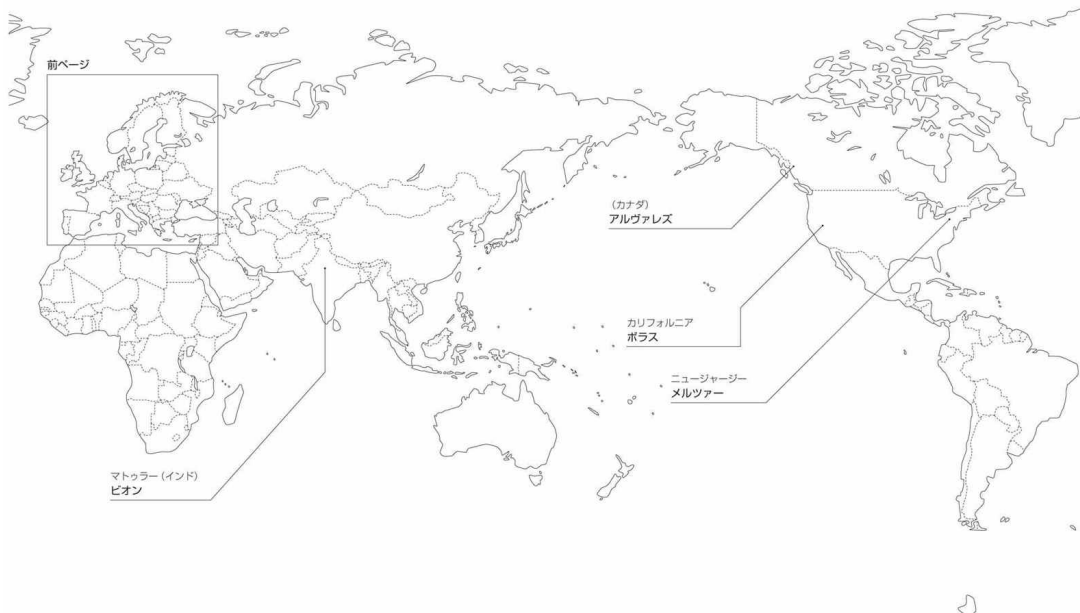 前ページ
(カナダ)
アルヴァレズ
カリフォルニア
ボラス
ニュージャージー
メルツァー
マトゥラー(インド)
ビオン